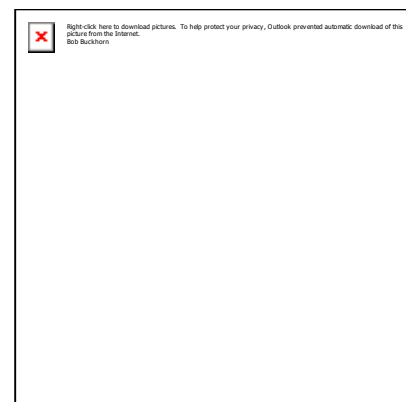 Right-click here to download pictures.  To help protect your privacy, Outlook prevented automatic download of this
picture from the Internet.
Bob Buckhorn